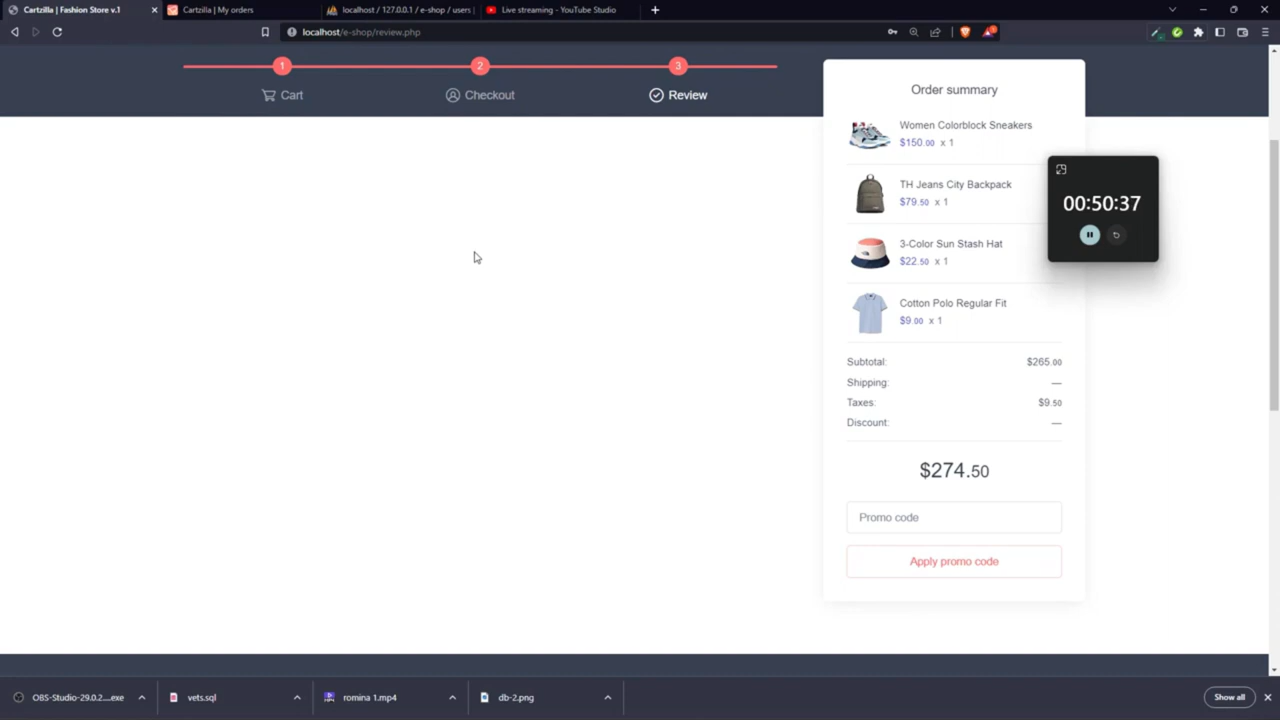 Cartzilla | Fashion Store v.1
Cartzilla | My orders
localhost / 127.0.0.1 / e-shop / users |
Live streaming - YouTube Studio
localhost/e-shop/review.php
1
2
3
Cart
Checkout
Review
Order summary
Women Colorblock Sneakers
$150.00 x 1
TH Jeans City Backpack
$79.50 x 1
3-Color Sun Stash Hat
$22.50 x 1
Cotton Polo Regular Fit
$9.00 x 1
00:50:37
Subtotal: $265.00
Shipping: —
Taxes: $9.50
Discount: —
$274.50
Promo code
Apply promo code
OBS-Studio-29.0.2....exe
vets.sql
romina 1.mp4
db-2.png
Show all